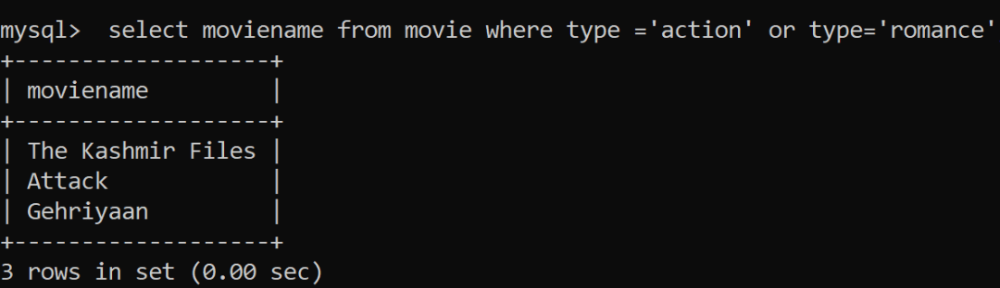 mysql>  select moviename from movie where type ='action' or type='romance'
+-------------------+
| moviename         |
+-------------------+
| The Kashmir Files |
| Attack            |
| Gehriyaan         |
+-------------------+
3 rows in set (0.00 sec)